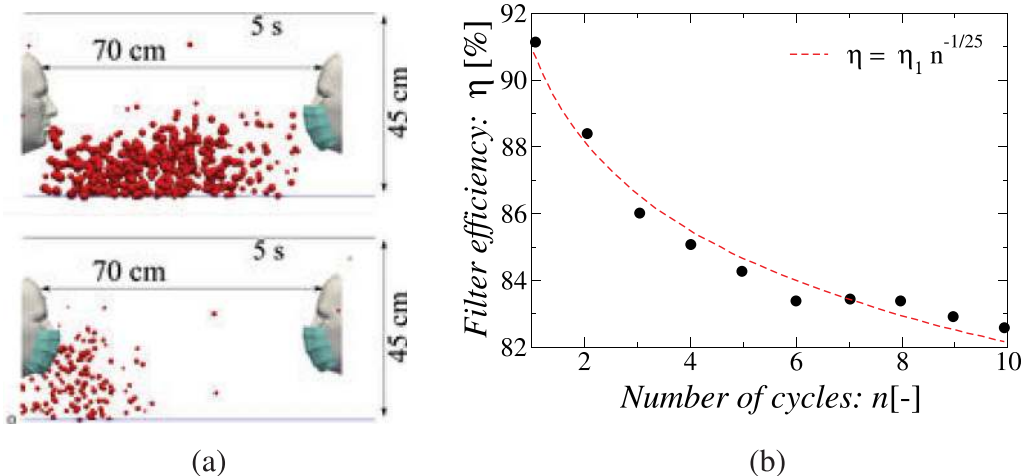 5 s
70 cm
45 cm
5 s
70 cm
45 cm
(a)
92
90
88
86
84
82
2
4
6
8
10
Filter efficiency: η [%]
Number of cycles: n[-]
η = η₁ n⁻¹/²⁵
(b)